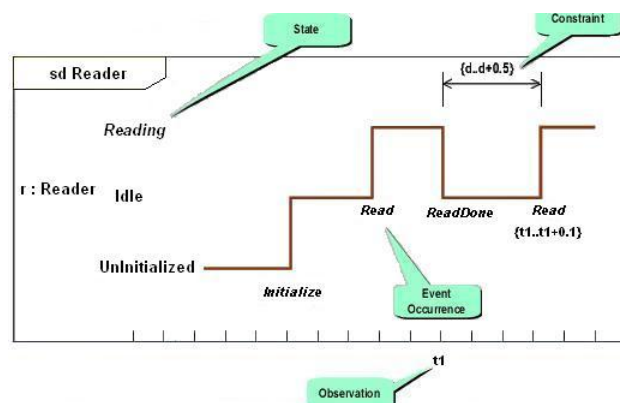 State
Constraint
sd Reader
{d..d+0.5}
Reading
r : Reader
Idle
Read
ReadDone
Read
{t1..t1+0.1}
UnInitialized
Initialize
Event
Occurrence
t1
Observation